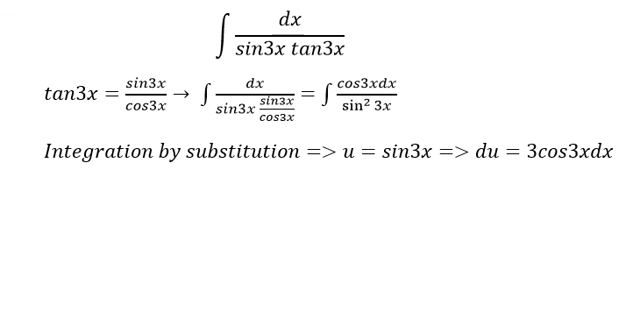 ∫ dx / (sin3x tan3x)
tan3x = sin3x / cos3x → ∫ dx / (sin3x (sin3x / cos3x)) = ∫ cos3xdx / sin² 3x
Integration by substitution => u = sin3x => du = 3cos3xdx